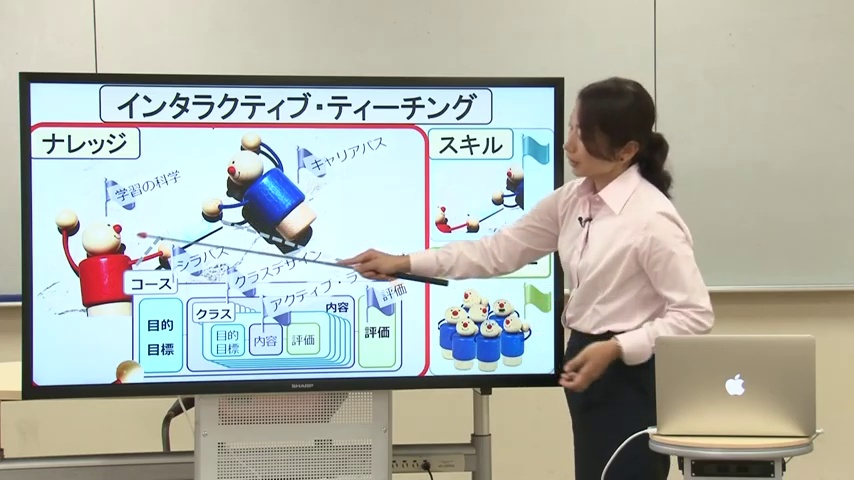 インタラクティブ・ティーチング
ナレッジ
スキル
キャリアパス
学習の科学
シラバス
クラスデザイン
アクティブ・ラ
評価
コース
クラス
内容
目的
目標
目的
目標
内容
評価
評価
SHARP